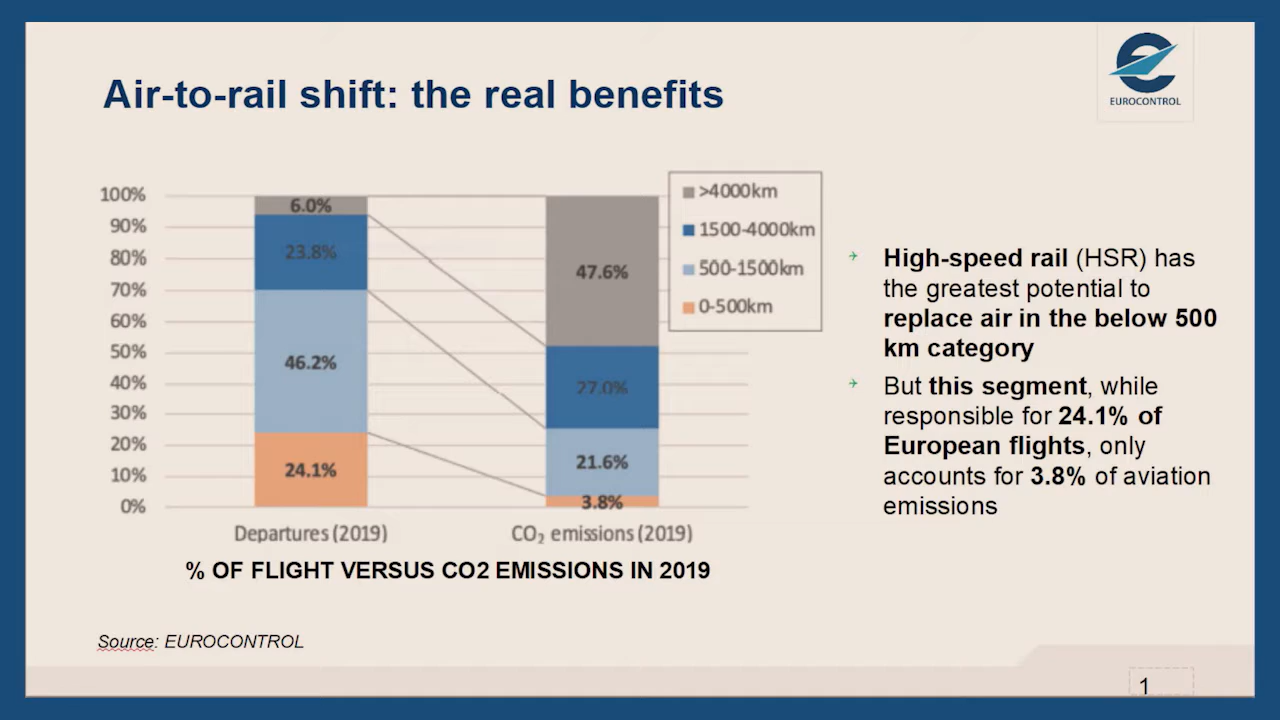 Air-to-rail shift: the real benefits
EUROCONTROL
100%
90%
80%
70%
60%
50%
40%
30%
20%
10%
0%
6.0%
23.8%
46.2%
24.1%
47.6%
27.0%
21.6%
3.8%
>4000km
1500-4000km
500-1500km
0-500km
Departures (2019)
CO₂ emissions (2019)
% OF FLIGHT VERSUS CO2 EMISSIONS IN 2019
High-speed rail (HSR) has
the greatest potential to
replace air in the below 500
km category
But this segment, while
responsible for 24.1% of
European flights, only
accounts for 3.8% of aviation
emissions
Source: EUROCONTROL
1